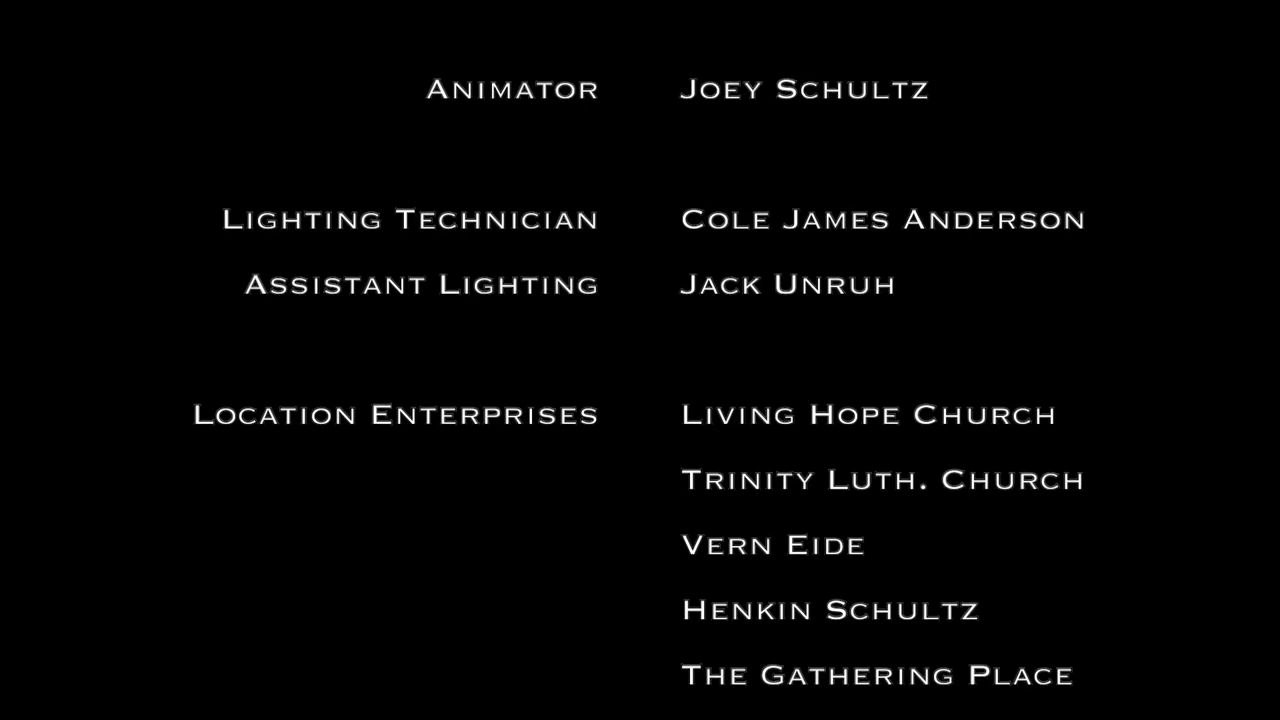 Animator Joey Schultz
Lighting Technician Cole James Anderson
Assistant Lighting Jack Unruh
Location Enterprises Living Hope Church
Trinity Luth. Church
Vern Eide
Henkin Schultz
The Gathering Place